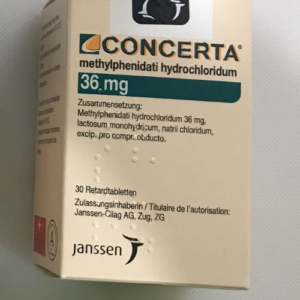 CONCERTA®
methylphenidati hydrochloridum
36 mg
Zusammensetzung:
Methylphenidati hydrochloridum 36 mg,
lactosum monohydricum, natrii chloridum,
excip. pro compr. obducto.
30 Retardtabletten
Zulassungsinhaberin / Titulaire de l'autorisation:
Janssen-Cilag AG, Zug, ZG
janssen